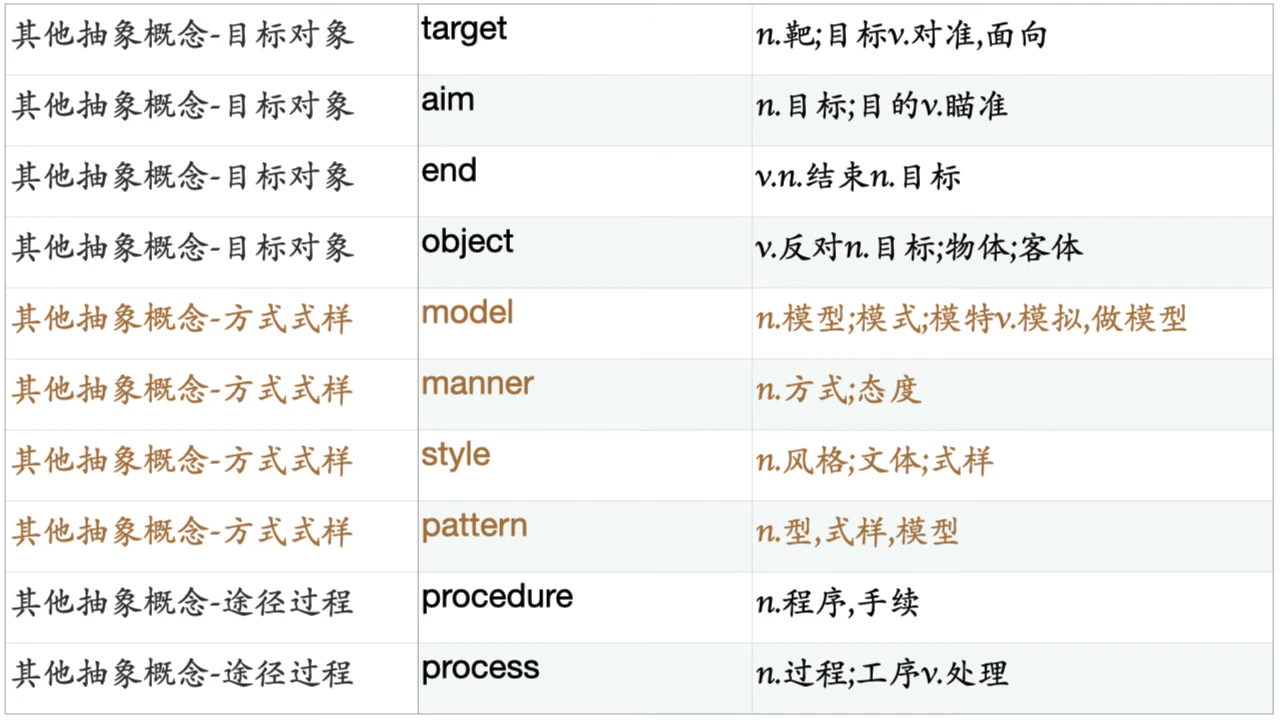 其他抽象概念-目标对象 target n.靶;目标v.对准,面向
其他抽象概念-目标对象 aim n.目标;目的v.瞄准
其他抽象概念-目标对象 end v.n.结束n.目标
其他抽象概念-目标对象 object v.反对n.目标;物体;客体
其他抽象概念-方式式样 model n.模型;模式;模特v.模拟,做模型
其他抽象概念-方式式样 manner n.方式;态度
其他抽象概念-方式式样 style n.风格;文体;式样
其他抽象概念-方式式样 pattern n.型,式样,模型
其他抽象概念-途径过程 procedure n.程序,手续
其他抽象概念-途径过程 process n.过程;工序v.处理